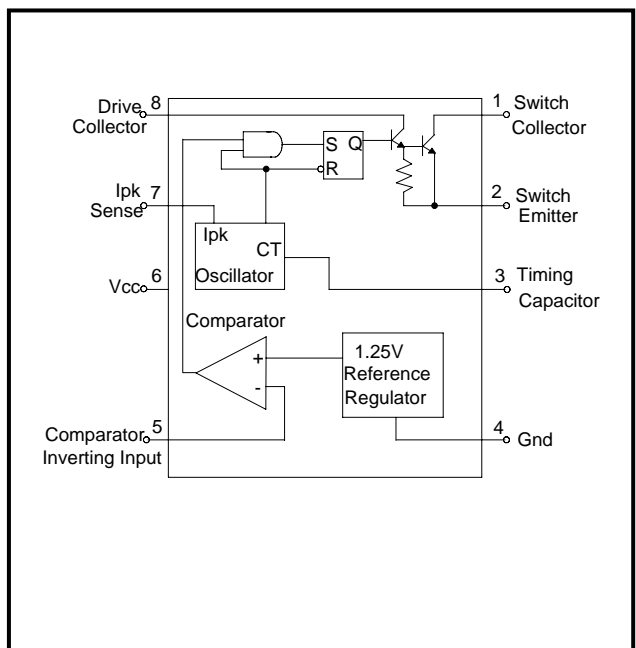 Drive 8
Collector
1 Switch
Collector
S Q
R
Ipk 7
Sense
2 Switch
Emitter
Ipk
CT
Oscillator
Vcc 6
3 Timing
Capacitor
Comparator
+
-
1.25V
Reference
Regulator
Comparator 5
Inverting Input
4 Gnd